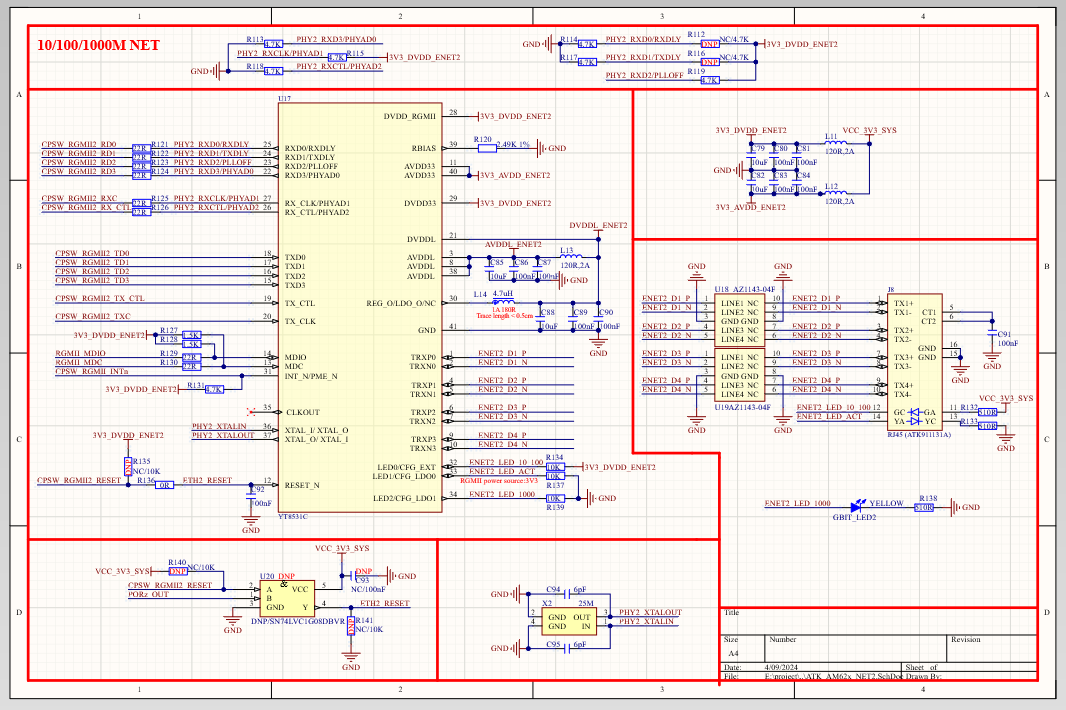 1 2 3 4
10/100/1000M NET
R113 4.7K PHY2_RXD3/PHYAD0
PHY2_RXCLK/PHYAD1 4.7K R115 3V3_DVDD_ENET2
GND R118 4.7K PHY2_RXCTL/PHYAD2
GND R114 4.7K PHY2_RXD0/RXDLY R112 DNP NC/4.7K 3V3_DVDD_ENET2
R117 4.7K PHY2_RXD1/TXDLY R116 DNP NC/4.7K
PHY2_RXD2/PLLOFF R119 4.7K
A A
U17
CPSW_RGMII2_RD0 22R R121 PHY2_RXD0/RXDLY 25 RXD0/RXDLY
CPSW_RGMII2_RD1 22R R122 PHY2_RXD1/TXDLY 24 RXD1/TXDLY
CPSW_RGMII2_RD2 22R R123 PHY2_RXD2/PLLOFF 23 RXD2/PLLOFF
CPSW_RGMII2_RD3 22R R124 PHY2_RXD3/PHYAD0 22 RXD3/PHYAD0
CPSW_RGMII2_RXC 22R R125 PHY2_RXCLK/PHYAD1 27 RX_CLK/PHYAD1
CPSW_RGMII2_RX_CTL 22R R126 PHY2_RXCTL/PHYAD2 26 RX_CTL/PHYAD2
CPSW_RGMII2_TD0 18 TXD0
CPSW_RGMII2_TD1 17 TXD1
CPSW_RGMII2_TD2 16 TXD2
CPSW_RGMII2_TD3 15 TXD3
CPSW_RGMII2_TX_CTL 19 TX_CTL
CPSW_RGMII2_TXC 20 TX_CLK
3V3_DVDD_ENET2 R127 1.5K
R128 1.5K
RGMII_MDIO R129 22R 14 MDIO
RGMII_MDC R130 22R 13 MDC
CPSW_RGMII_INTn 31 INT_N/PME_N
3V3_DVDD_ENET2 R131 4.7K
35 CLKOUT
PHY2_XTALIN 36 XTAL_I/ XTAL_O
PHY2_XTALOUT 37 XTAL_O/ XTAL_I
3V3_DVDD_ENET2
R135 DNP NC/10K
CPSW_RGMII2_RESET R136 0R ETH2_RESET 12 RESET_N
C92 100nF
GND
YT8531C
DVDD_RGMII 28 3V3_DVDD_ENET2
RBIAS 39 R120 2.49K 1% GND
AVDD33 11
AVDD33 40 3V3_AVDD_ENET2
DVDD33 29 3V3_DVDD_ENET2
DVDDL_ENET2
DVDDL 21
AVDDL_ENET2
AVDDL 3
AVDDL 8
AVDDL 38
C85 10uF C86 100nF C87 109nF L13 120R,2A
GND
REG_O/LDO_O/NC 30 L14 4.7uH
1A 180R
Trace length < 0.5cm
C88 10uF C89 100nF C90 100nF
GND 41
GND
TRXP0 1 ENET2_D1_P
TRXN0 2 ENET2_D1_N
TRXP1 4 ENET2_D2_P
TRXN1 5 ENET2_D2_N
TRXP2 6 ENET2_D3_P
TRXN2 7 ENET2_D3_N
TRXP3 9 ENET2_D4_P
TRXN3 10 ENET2_D4_N
LED0/CFG_EXT 32 ENET2_LED_10_100 R134 10K 3V3_DVDD_ENET2
LED1/CFG_LDO0 33 ENET2_LED_ACT 10K R137
RGMII power source:3V3
LED2/CFG_LDO1 34 ENET2_LED_1000 10K R139 GND
3V3_DVDD_ENET2 L11 VCC_3V3_SYS
C79 C80 C81 120R,2A
10uF 100nF 100nF
GND
C82 C83 C84 L12
10uF 100nF 100nF 120R,2A
3V3_AVDD_ENET2
B B
GND GND
U18 AZ1143-04F
ENET2_D1_P 1 LINE1 NC 10 ENET2_D1_P
ENET2_D1_N 2 LINE2 NC 9 ENET2_D1_N
3 GND GND 8
ENET2_D2_P 4 LINE3 NC 7 ENET2_D2_P
ENET2_D2_N 5 LINE4 NC 6 ENET2_D2_N
ENET2_D3_P 1 LINE1 NC 10 ENET2_D3_P
ENET2_D3_N 2 LINE2 NC 9 ENET2_D3_N
3 GND GND 8
ENET2_D4_P 4 LINE3 NC 7 ENET2_D4_P
ENET2_D4_N 5 LINE4 NC 6 ENET2_D4_N
U19AZ1143-04F
GND GND
J8
TX1+
TX1-
TX2+
TX2-
7 TX3+
TX3-
9 TX4+
10 TX4-
CT1 5
CT2 6
GND 16
GND 15
C91 100nF
GND GND
ENET2_LED_10_100 12 GC GA 11 R132 510R VCC_3V3_SYS
ENET2_LED_ACT 14 YA YC 13 R133 510R
GND
RJ45 (ATK911131A)
C C
ENET2_LED_1000 YELLOW R138 510R GND
GBIT_LED2
VCC_3V3_SYS R140 DNP NC/10K
CPSW_RGMII2_RESET 2 A
PORz_OUT 1 B
3 GND
GND
U20 DNP
&
VCC 5
Y 4 ETH2_RESET
DNP/SN74LVC1G08DBVR
VCC_3V3_SYS
DNP C93 NC/100nF GND
R141 DNP NC/10K
GND
GND C94 6pF
X2 25M
2 GND OUT 3 PHY2_XTALOUT
4 GND IN 1 PHY2_XTALIN
GND C95 6pF
D D
Title
Size Number Revision
A4
Date: 4/09/2024 Sheet of
File: E:\project\..\ATK_AM62x_NET2.SchDoc Drawn By:
1 2 3 4